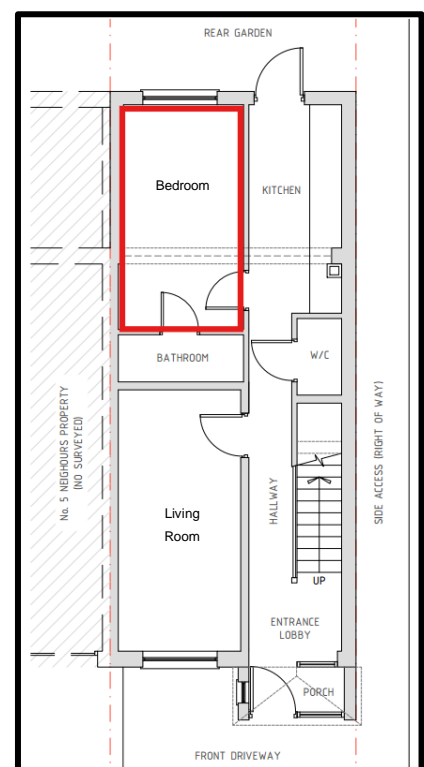 REAR GARDEN
Bedroom
KITCHEN
BATHROOM
W/C
No. 5 NEIGHOURS PROPERTY
(NO SURVEYED)
SIDE ACCESS (RIGHT OF WAY)
Living
Room
HALLWAY
UP
ENTRANCE
LOBBY
PORCH
FRONT DRIVEWAY